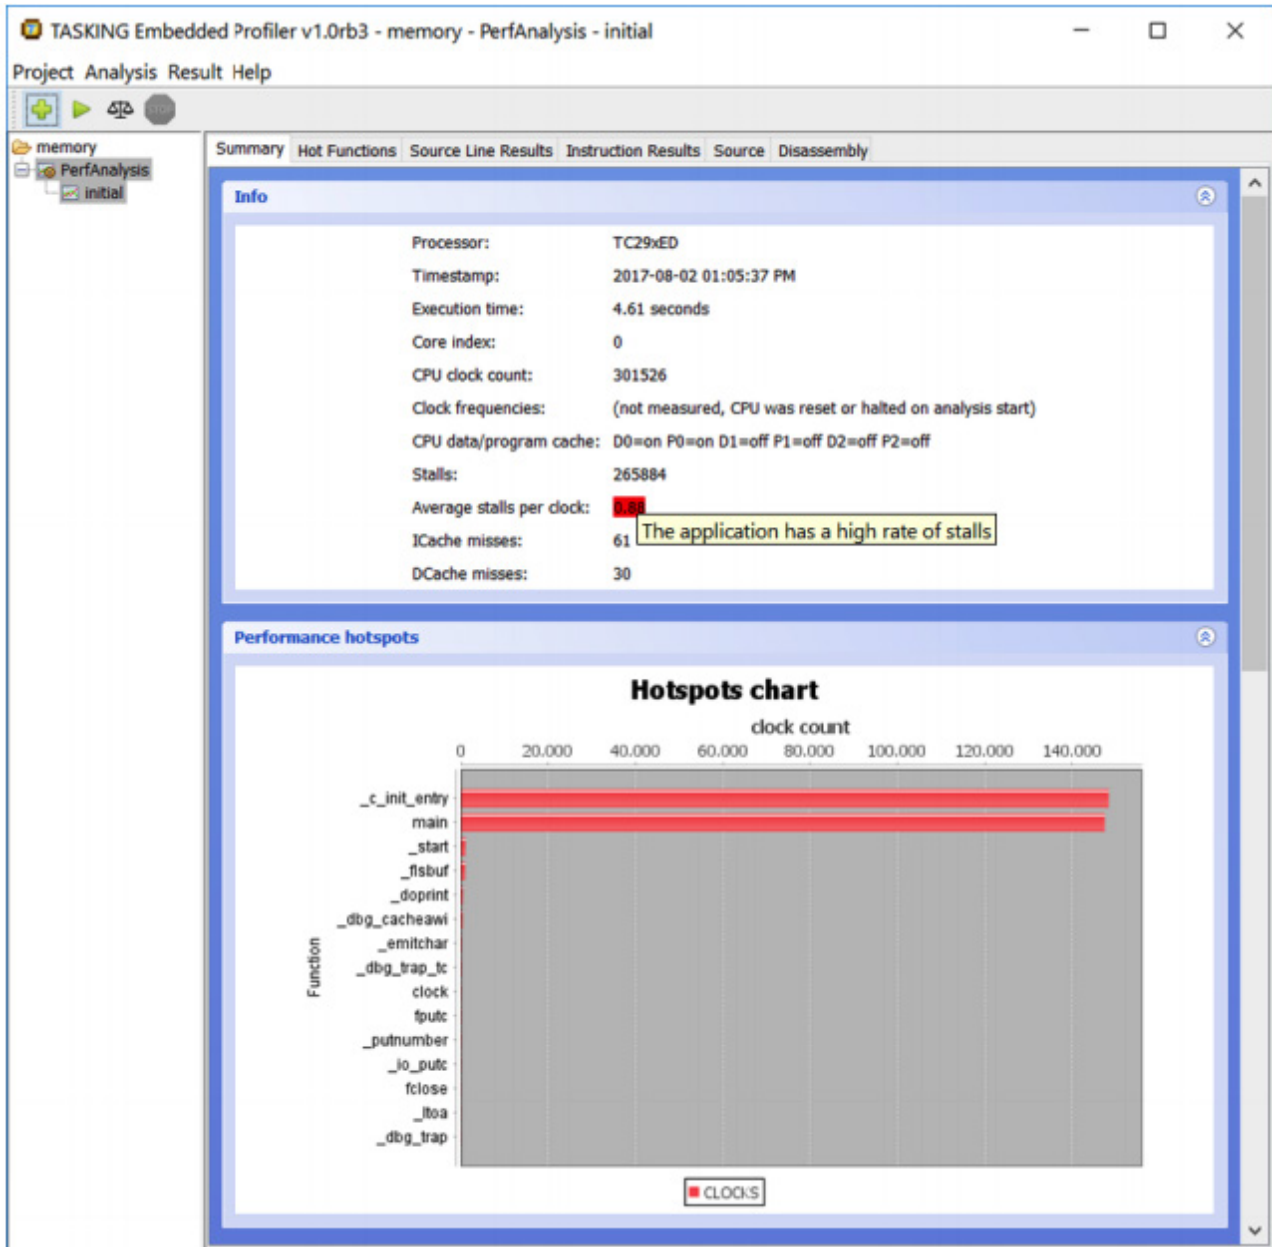 TASKING Embedded Profiler v1.0rb3 - memory - PerfAnalysis - initial
Project Analysis Result Help
memory
PerfAnalysis
initial
Summary Hot Functions Source Line Results Instruction Results Source Disassembly
Info
Processor: TC29xED
Timestamp: 2017-08-02 01:05:37 PM
Execution time: 4.61 seconds
Core index: 0
CPU clock count: 301526
Clock frequencies: (not measured, CPU was reset or halted on analysis start)
CPU data/program cache: D0=on P0=on D1=off P1=off D2=off P2=off
Stalls: 265884
Average stalls per clock: 0.88
The application has a high rate of stalls
ICache misses: 61
DCache misses: 30
Performance hotspots
Hotspots chart
clock count
0 20.000 40.000 60.000 80.000 100.000 120.000 140.000
Function
_c_init_entry
main
_start
_flsbuf
_doprint
_dbg_cacheawi
_emitchar
_dbg_trap_tc
clock
fputc
_putnumber
_io_putc
fclose
_ltoa
_dbg_trap
CLOCKS